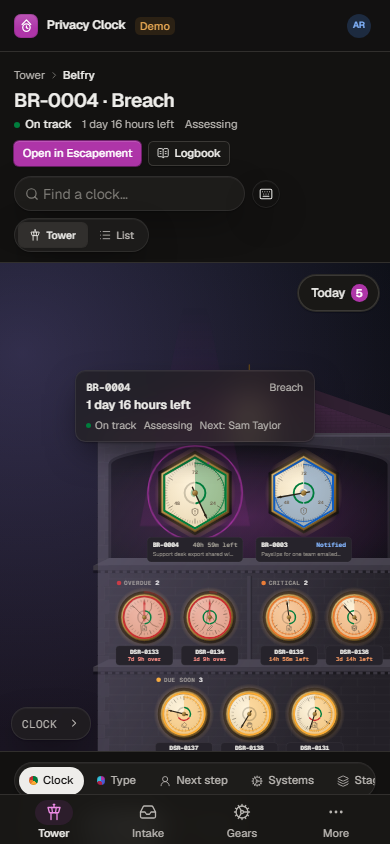 Privacy Clock Demo AR
Tower > Belfry
BR-0004 · Breach
On track 1 day 16 hours left Assessing
Open in Escapement Logbook
Find a clock...
Tower List
Today 5
BR-0004 Breach
1 day 16 hours left
On track Assessing Next: Sam Taylor
BR-0004 40h 59m left
Support desk export shared wi…
BR-0003 Notified
Payslips for one team emailed…
OVERDUE 2 CRITICAL 2
DSR-0133 DSR-0134 DSR-0135 DSR-0136
7d 9h over 1d 9h over 14h 58m left 3d 14h left
DUE SOON 3
DSR-0137 DSR-0138 DSR-0131
CLOCK >
Clock Type Next step Systems
Tower Intake Gears More